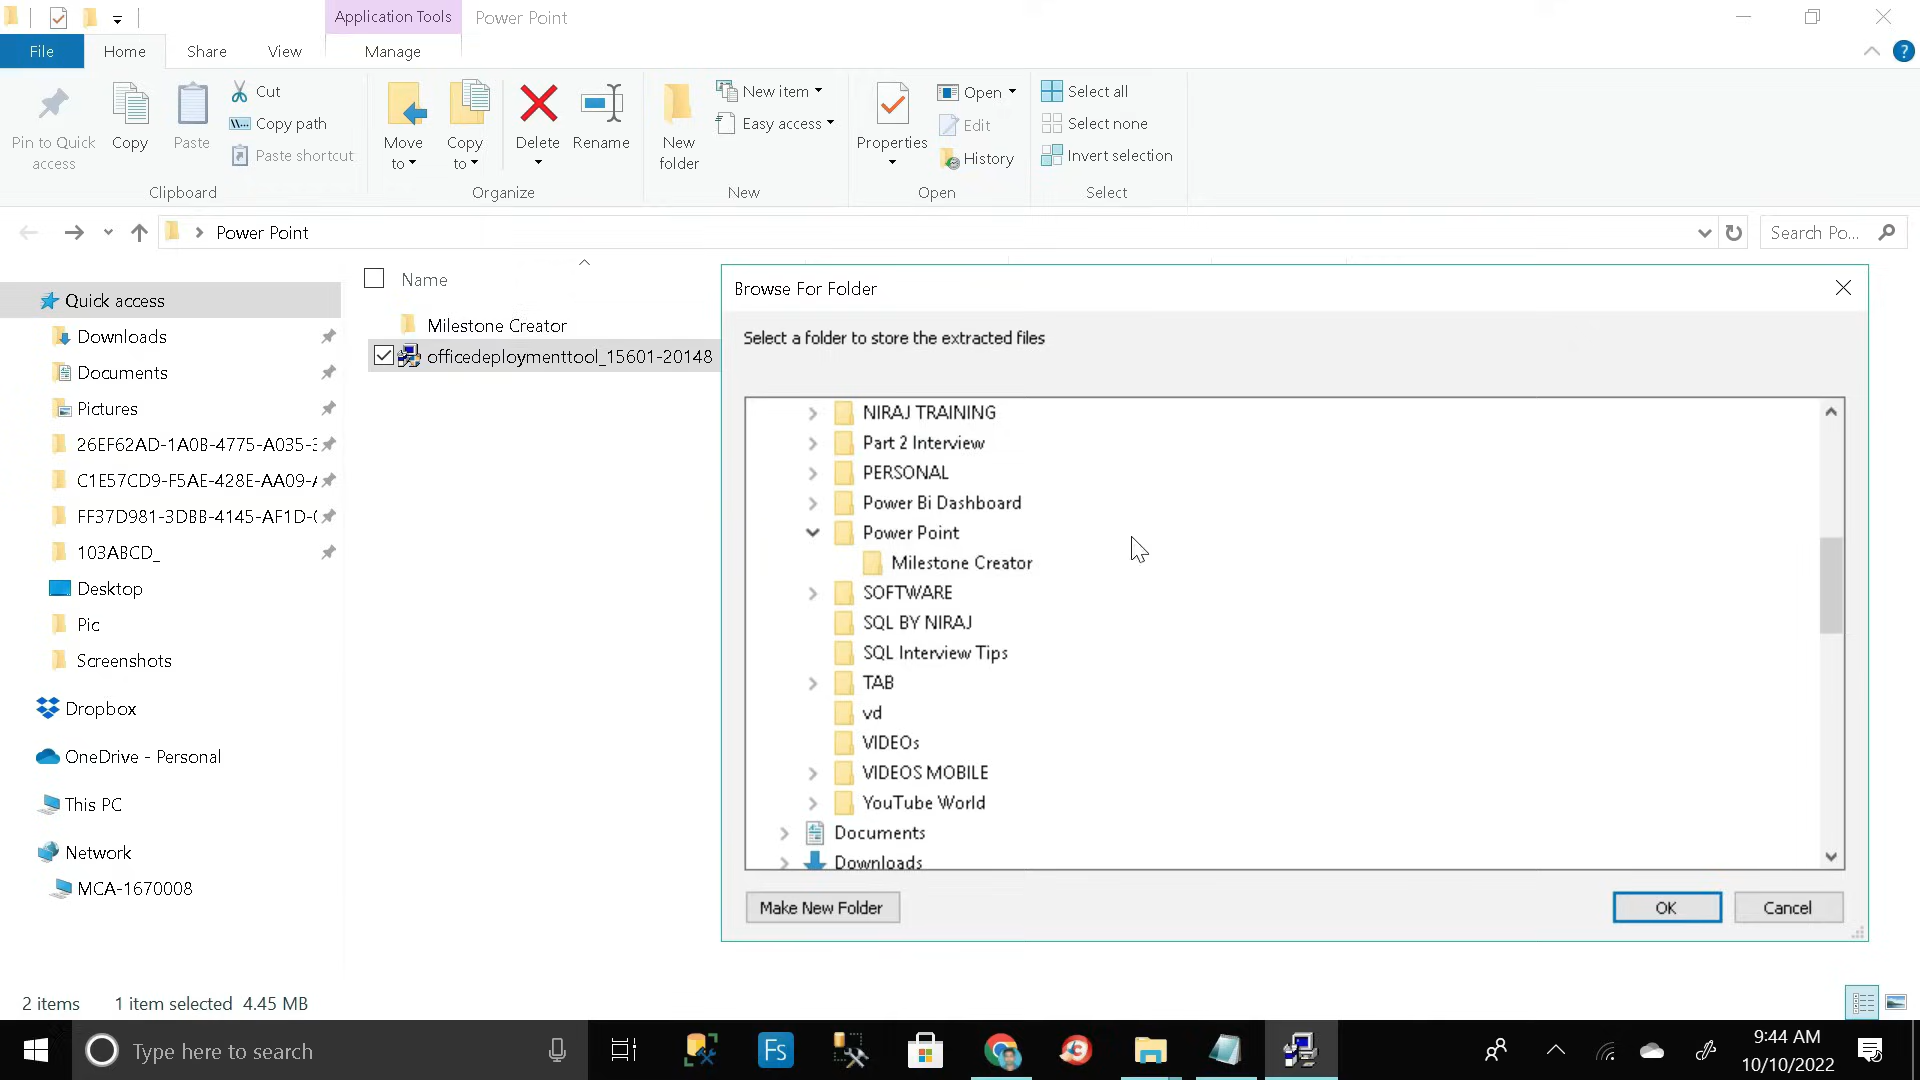 Application Tools
Power Point
File
Home
Share
View
Manage
Pin to Quick
access
Copy
Paste
Cut
Copy path
Paste shortcut
Clipboard
Move
to
Copy
to
Delete
Rename
Organize
New
folder
New item
Easy access
New
Properties
Open
Edit
History
Open
Select all
Select none
Invert selection
Select
Power Point
Search Po...
Quick access
Downloads
Documents
Pictures
26EF62AD-1A0B-4775-A035-3
C1E57CD9-F5AE-428E-AA09-A
FF37D981-3DBB-4145-AF1D-0
103ABCD_
Desktop
Pic
Screenshots
Dropbox
OneDrive - Personal
This PC
Network
MCA-1670008
Name
Milestone Creator
officedeploymenttool_15601-20148
Browse For Folder
Select a folder to store the extracted files
NIRAJ TRAINING
Part 2 Interview
PERSONAL
Power Bi Dashboard
Power Point
Milestone Creator
SOFTWARE
SQL BY NIRAJ
SQL Interview Tips
TAB
vd
VIDEOs
VIDEOS MOBILE
YouTube World
Documents
Downloads
Make New Folder
OK
Cancel
2 items
1 item selected 4.45 MB
Type here to search
Fs
9:44 AM
10/10/2022